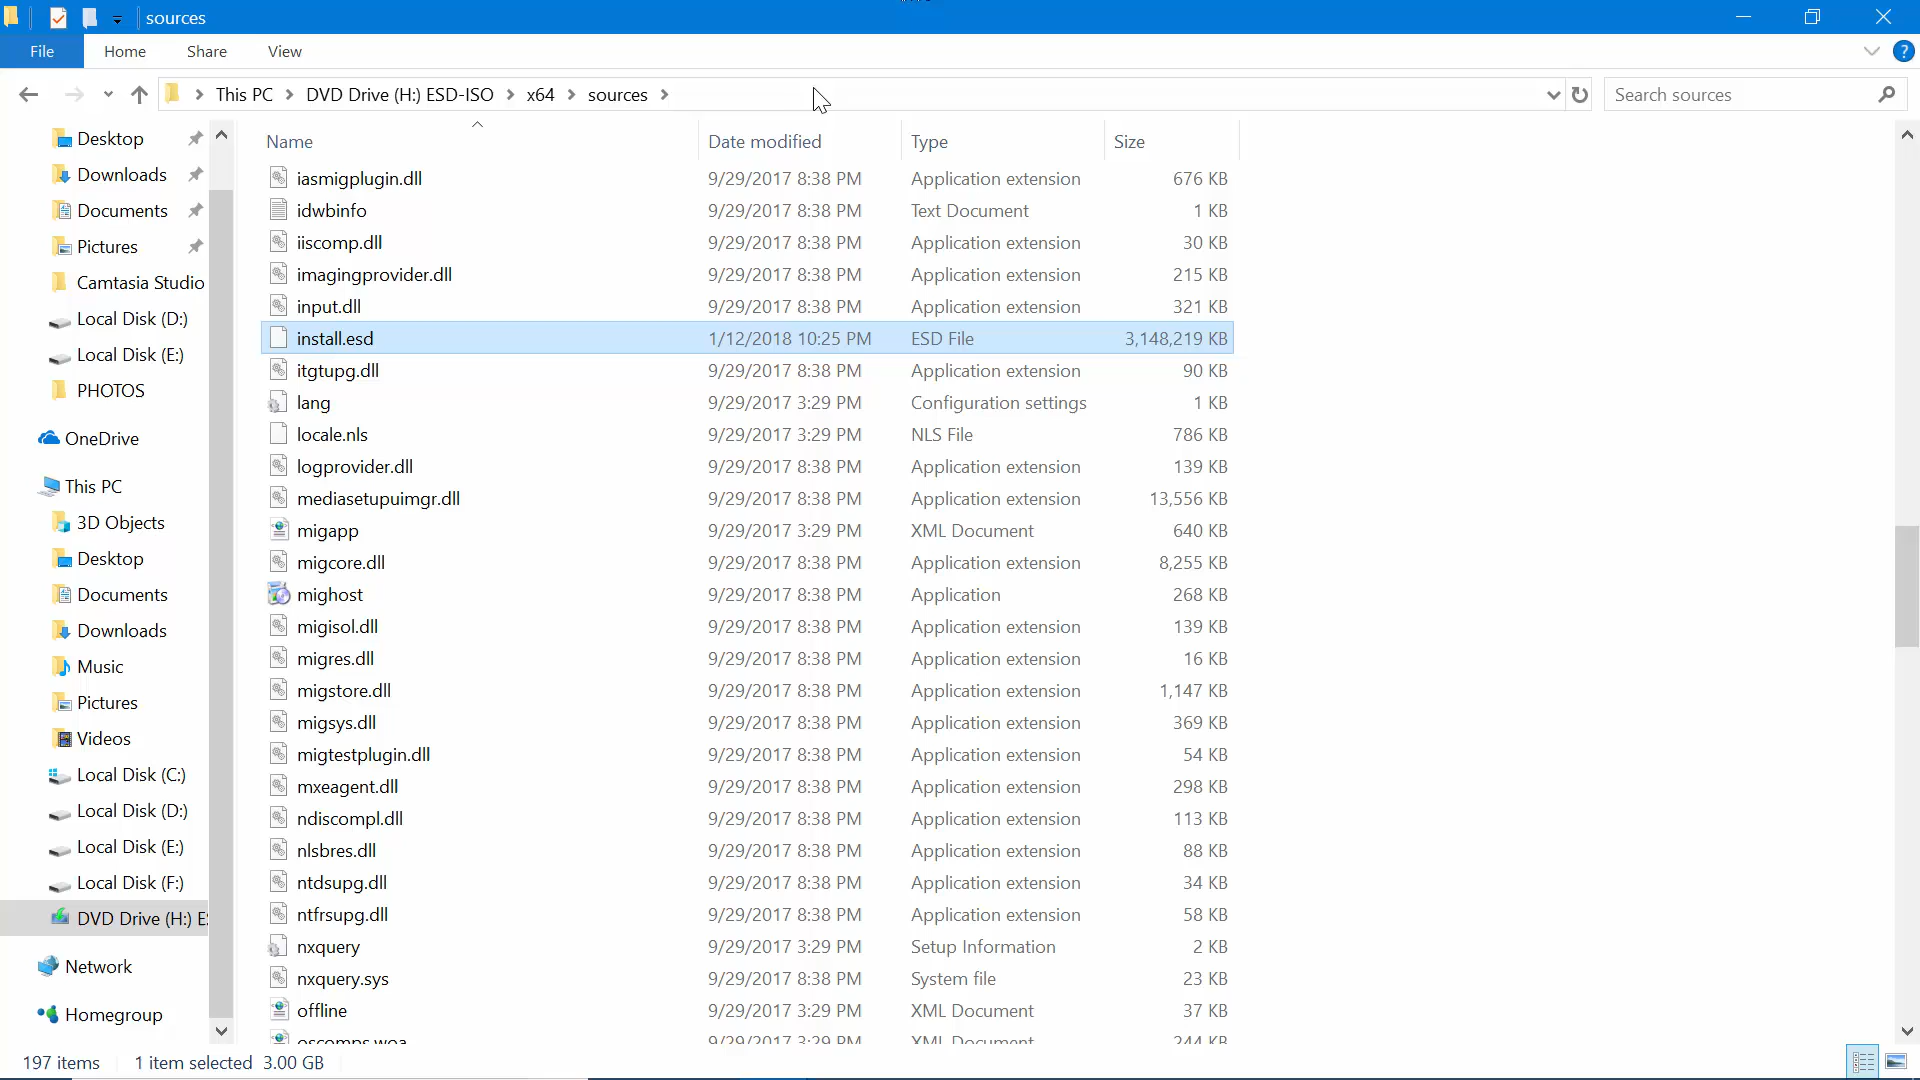 sources
File Home Share View
This PC DVD Drive (H:) ESD-ISO x64 sources
Search sources
Desktop
Downloads
Documents
Pictures
Camtasia Studio
Local Disk (D:)
Local Disk (E:)
PHOTOS
OneDrive
This PC
3D Objects
Desktop
Documents
Downloads
Music
Pictures
Videos
Local Disk (C:)
Local Disk (D:)
Local Disk (E:)
Local Disk (F:)
DVD Drive (H:) E
Network
Homegroup
Name Date modified Type Size
iasmigplugin.dll 9/29/2017 8:38 PM Application extension 676 KB
idwbinfo 9/29/2017 8:38 PM Text Document 1 KB
iiscomp.dll 9/29/2017 8:38 PM Application extension 30 KB
imagingprovider.dll 9/29/2017 8:38 PM Application extension 215 KB
input.dll 9/29/2017 8:38 PM Application extension 321 KB
install.esd 1/12/2018 10:25 PM ESD File 3,148,219 KB
itgtupg.dll 9/29/2017 8:38 PM Application extension 90 KB
lang 9/29/2017 3:29 PM Configuration settings 1 KB
locale.nls 9/29/2017 3:29 PM NLS File 786 KB
logprovider.dll 9/29/2017 8:38 PM Application extension 139 KB
mediasetupuimgr.dll 9/29/2017 8:38 PM Application extension 13,556 KB
migapp 9/29/2017 3:29 PM XML Document 640 KB
migcore.dll 9/29/2017 8:38 PM Application extension 8,255 KB
mighost 9/29/2017 8:38 PM Application 268 KB
migisol.dll 9/29/2017 8:38 PM Application extension 139 KB
migres.dll 9/29/2017 8:38 PM Application extension 16 KB
migstore.dll 9/29/2017 8:38 PM Application extension 1,147 KB
migsys.dll 9/29/2017 8:38 PM Application extension 369 KB
migtestplugin.dll 9/29/2017 8:38 PM Application extension 54 KB
mxeagent.dll 9/29/2017 8:38 PM Application extension 298 KB
ndiscompl.dll 9/29/2017 8:38 PM Application extension 113 KB
nlsbres.dll 9/29/2017 8:38 PM Application extension 88 KB
ntdsupg.dll 9/29/2017 8:38 PM Application extension 34 KB
ntfrsupg.dll 9/29/2017 8:38 PM Application extension 58 KB
nxquery 9/29/2017 3:29 PM Setup Information 2 KB
nxquery.sys 9/29/2017 8:38 PM System file 23 KB
offline 9/29/2017 3:29 PM XML Document 37 KB
oscomps.woa 9/29/2017 3:29 PM XML Document 244 KB
197 items 1 item selected 3.00 GB